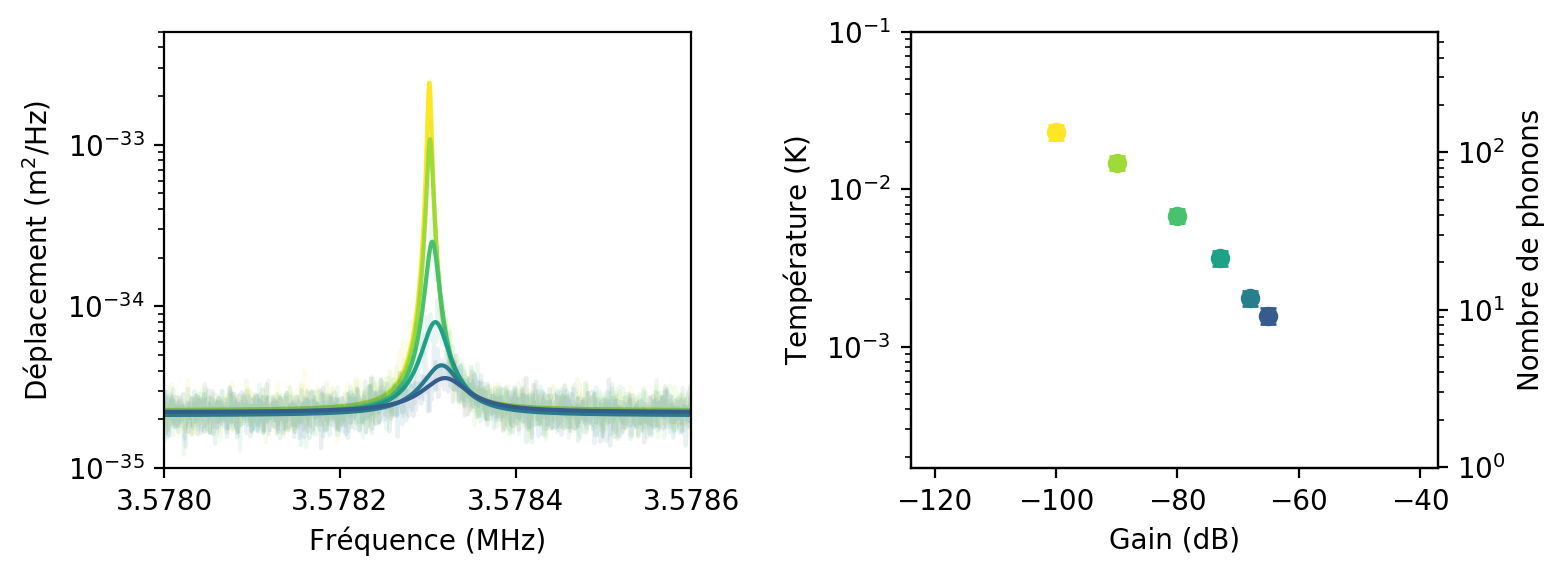 Déplacement (m²/Hz)
10⁻³³
10⁻³⁴
10⁻³⁵
3.5780 3.5782 3.5784 3.5786
Fréquence (MHz)
Température (K)
10⁻¹
10⁻²
10⁻³
−120 −100 −80 −60 −40
Gain (dB)
10²
10¹
10⁰
Nombre de phonons